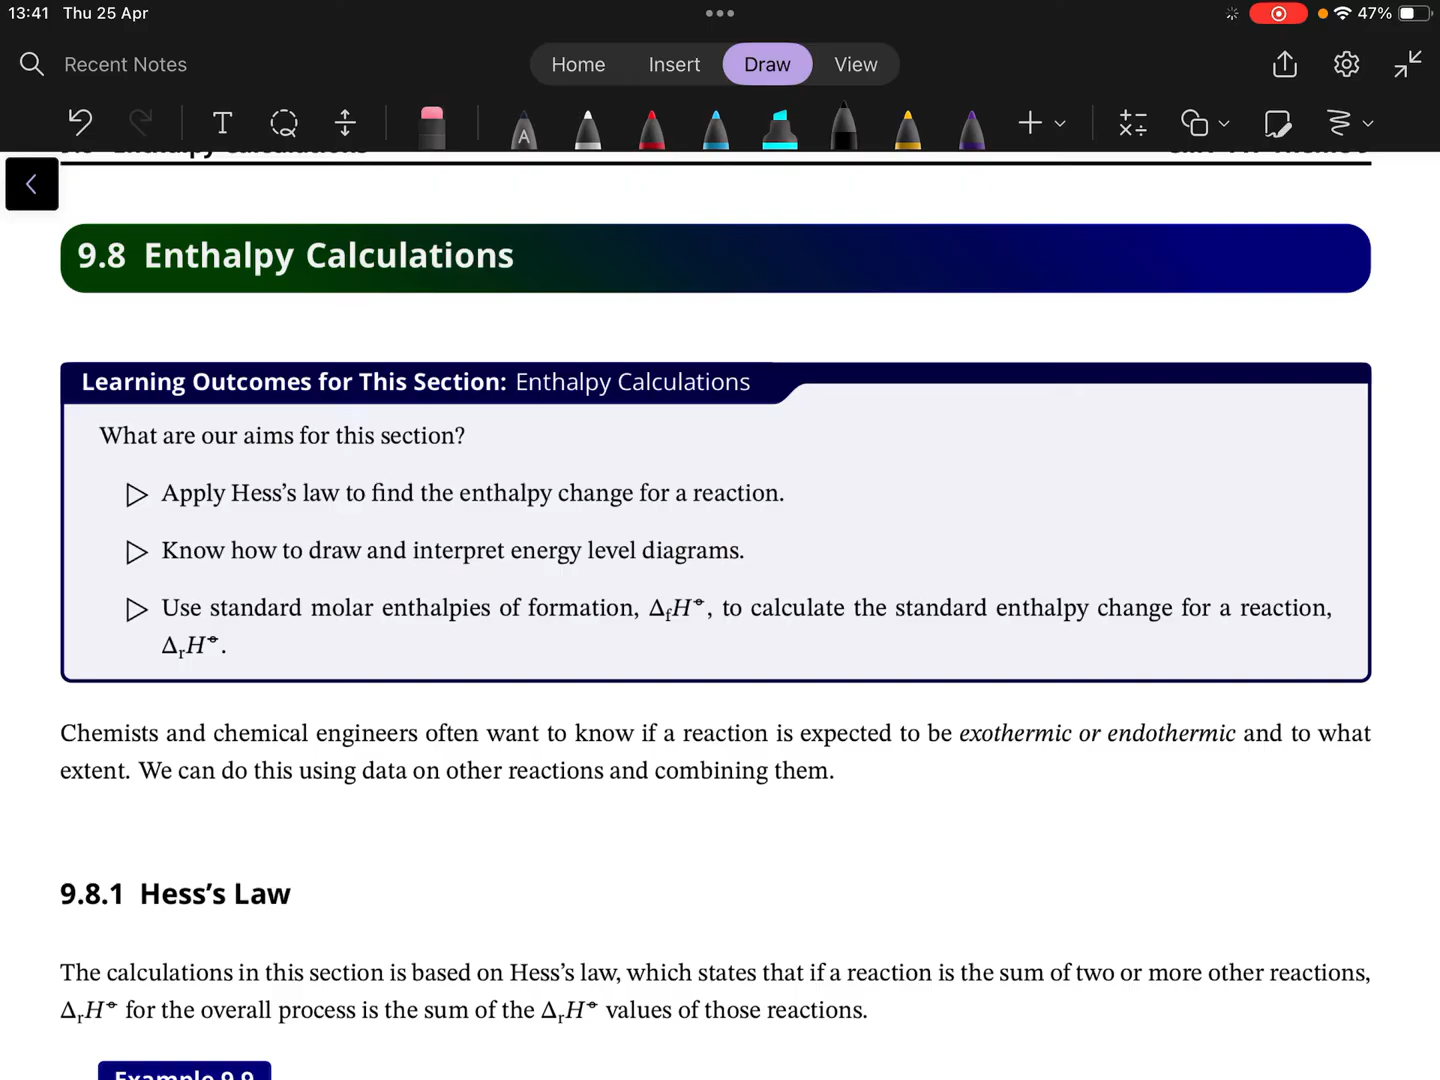 13:41 Thu 25 Apr
47%
Recent Notes
Home Insert Draw View
T
A
9.8 Enthalpy Calculations
Learning Outcomes for This Section: Enthalpy Calculations
What are our aims for this section?
▷ Apply Hess's law to find the enthalpy change for a reaction.
▷ Know how to draw and interpret energy level diagrams.
▷ Use standard molar enthalpies of formation, ΔfH⦵, to calculate the standard enthalpy change for a reaction,
ΔrH⦵.
Chemists and chemical engineers often want to know if a reaction is expected to be exothermic or endothermic and to what
extent. We can do this using data on other reactions and combining them.
9.8.1 Hess's Law
The calculations in this section is based on Hess's law, which states that if a reaction is the sum of two or more other reactions,
ΔrH⦵ for the overall process is the sum of the ΔrH⦵ values of those reactions.
Example 9.9